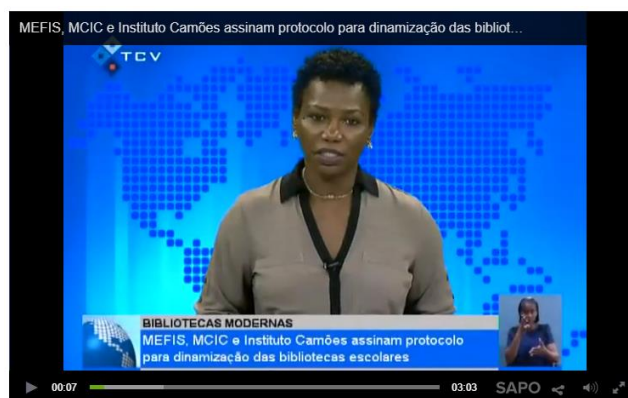 MEFIS, MCIC e Instituto Camões assinam protocolo para dinamização das bibliot...
TCV
BIBLIOTECAS MODERNAS
MEFIS, MCIC e Instituto Camões assinam protocolo
para dinamização das bibliotecas escolares
00:07
03:03
SAPO